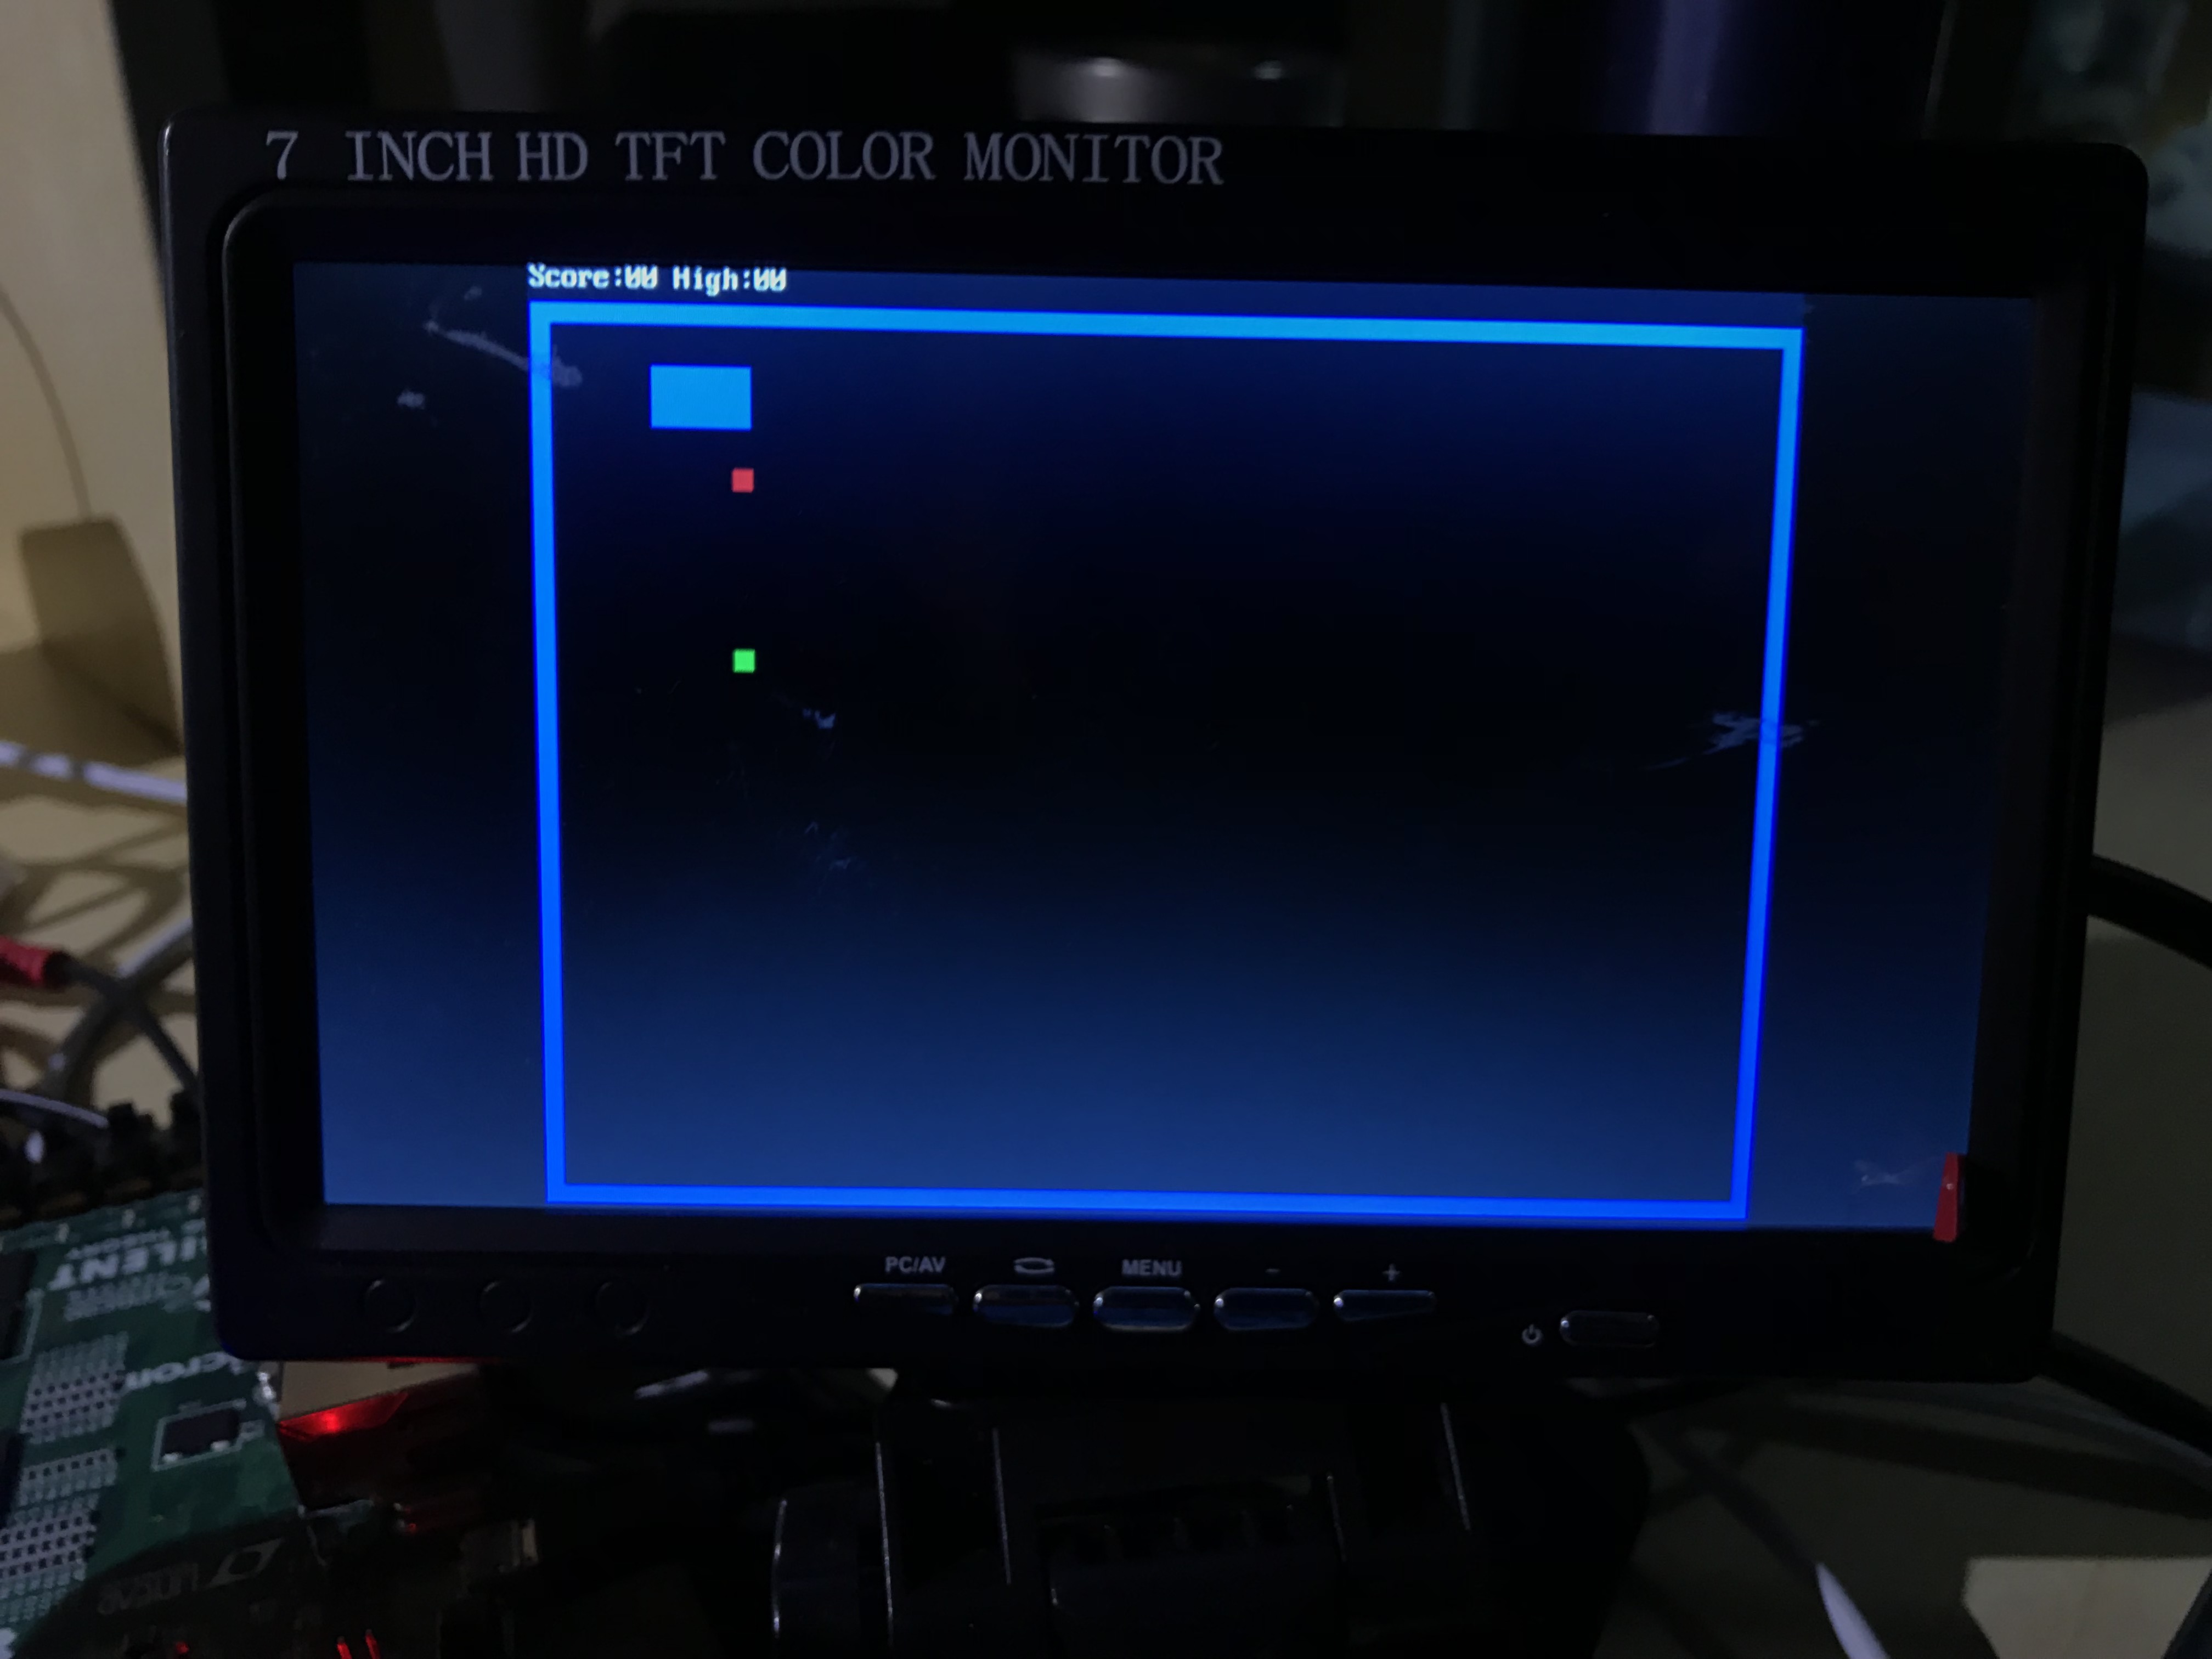 7 INCH HD TFT COLOR MONITOR
Score:00 High:00
PC/AV MENU - +